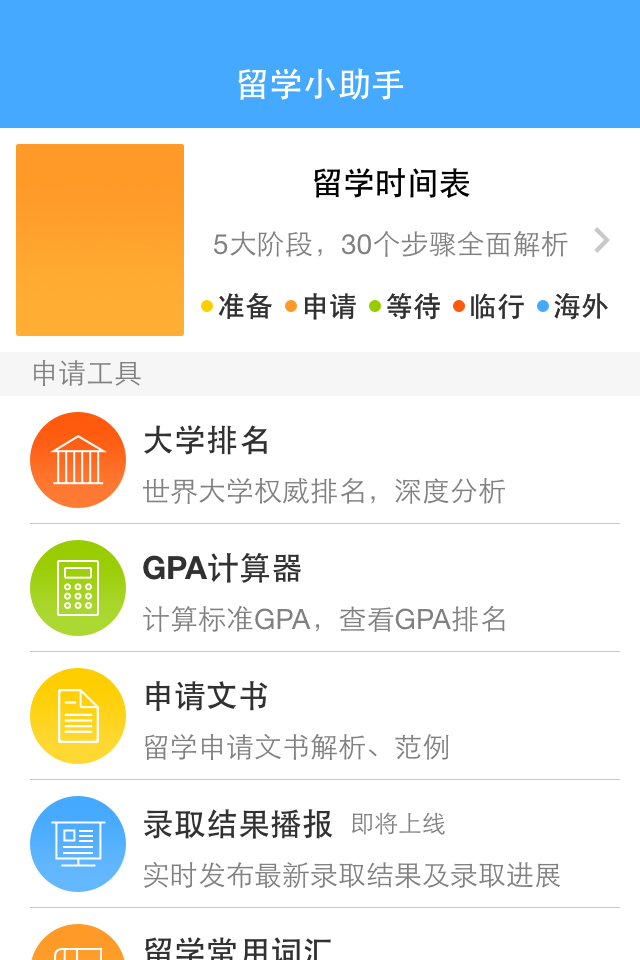 留学小助手
留学时间表
5大阶段，30个步骤全面解析
准备 申请 等待 临行 海外
申请工具
大学排名
世界大学权威排名，深度分析
GPA计算器
计算标准GPA，查看GPA排名
申请文书
留学申请文书解析、范例
录取结果播报 即将上线
实时发布最新录取结果及录取进展
留学常用词汇